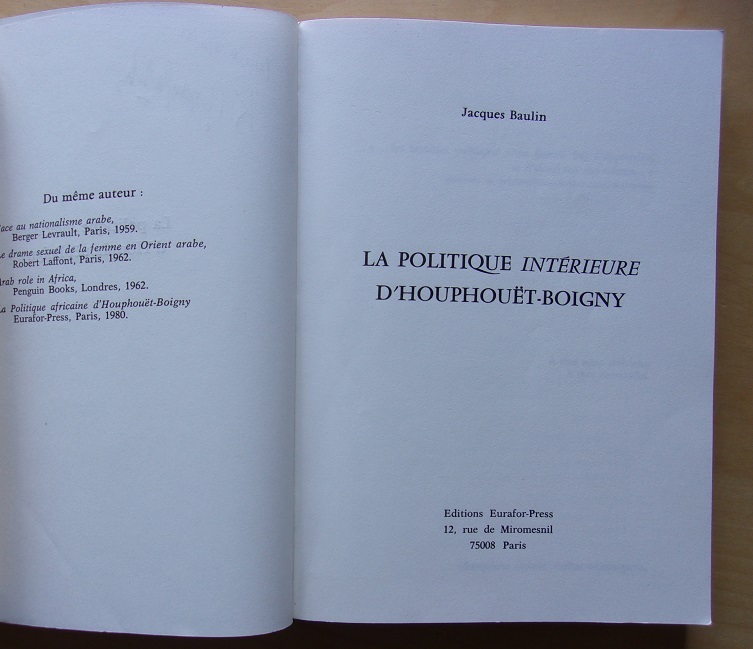 Du même auteur :
ace au nationalisme arabe,
Berger Levrault, Paris, 1959.
e drame sexuel de la femme en Orient arabe,
Robert Laffont, Paris, 1962.
rab role in Africa,
Penguin Books, Londres, 1962.
a Politique africaine d'Houphouët-Boigny
Eurafor-Press, Paris, 1980.
Jacques Baulin
LA POLITIQUE INTÉRIEURE
D'HOUPHOUËT-BOIGNY
Editions Eurafor-Press
12, rue de Miromesnil
75008 Paris